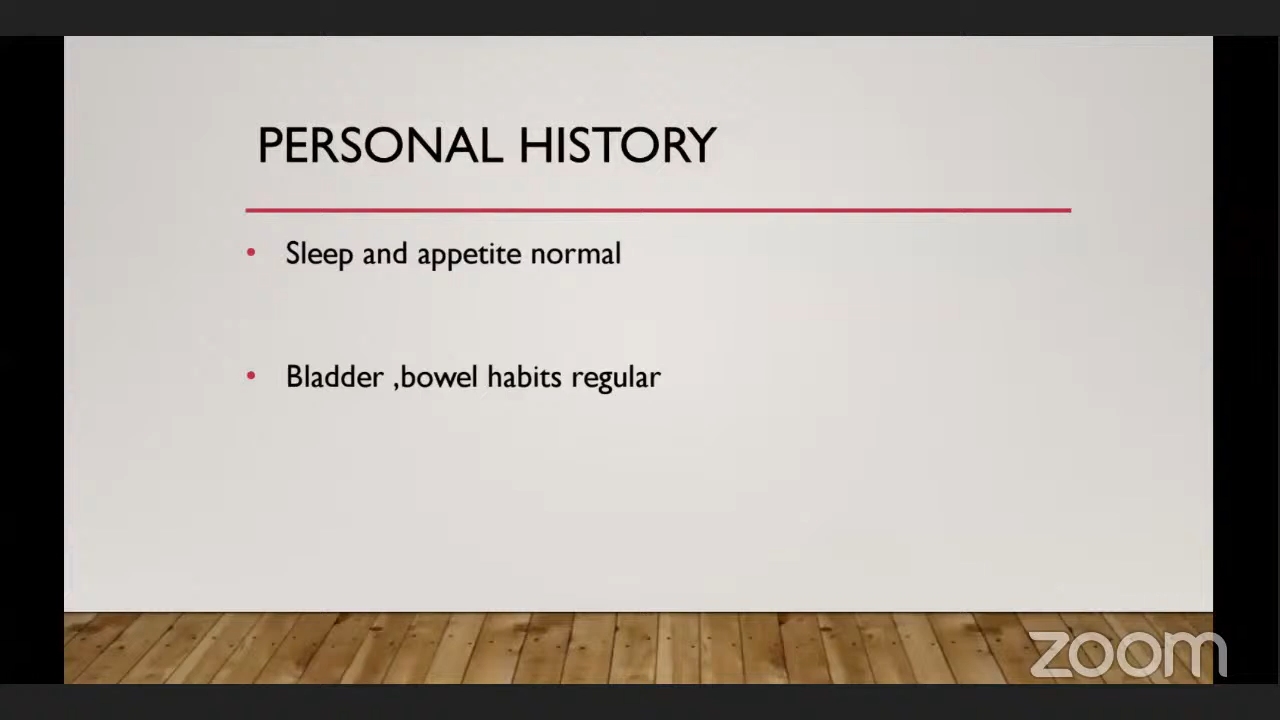 PERSONAL HISTORY
• Sleep and appetite normal
• Bladder ,bowel habits regular
zoom